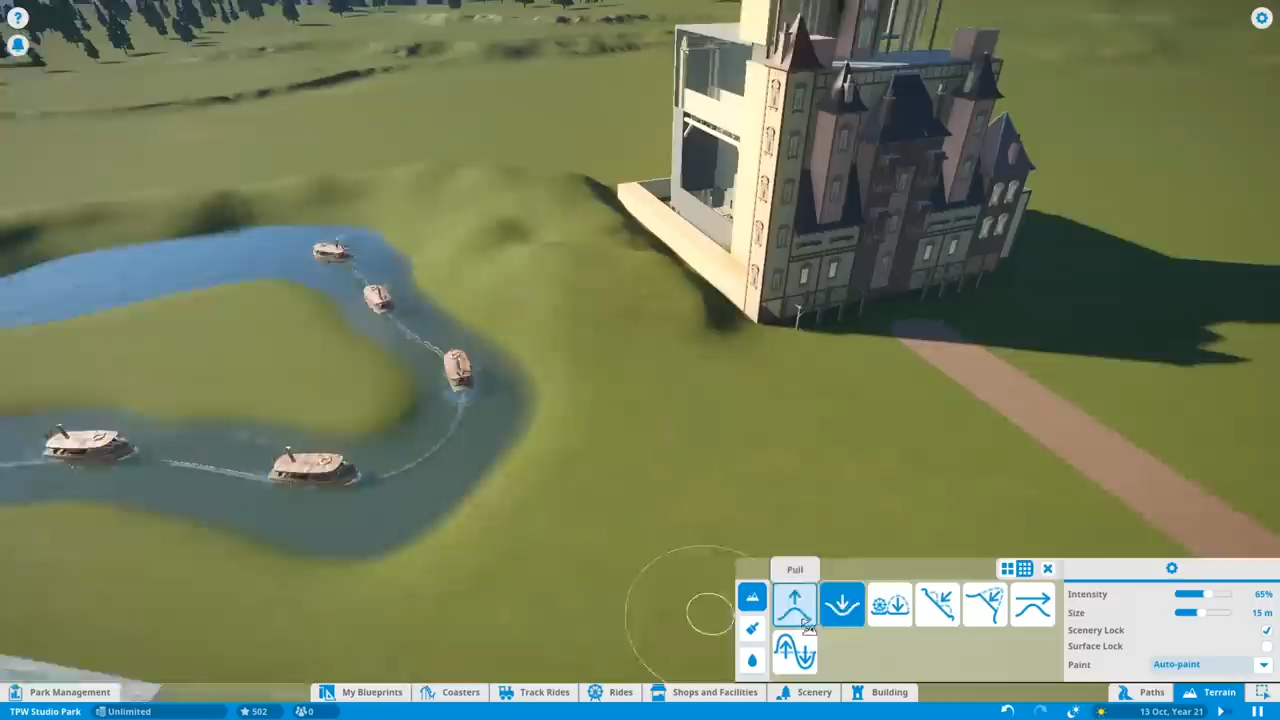 ?
Pull
Intensity 65%
Size 15 m
Scenery Lock
Surface Lock
Paint Auto-paint
Park Management My Blueprints Coasters Track Rides Rides Shops and Facilities Scenery Building Paths Terrain
TPW Studio Park Unlimited 502 0 13 Oct, Year 21